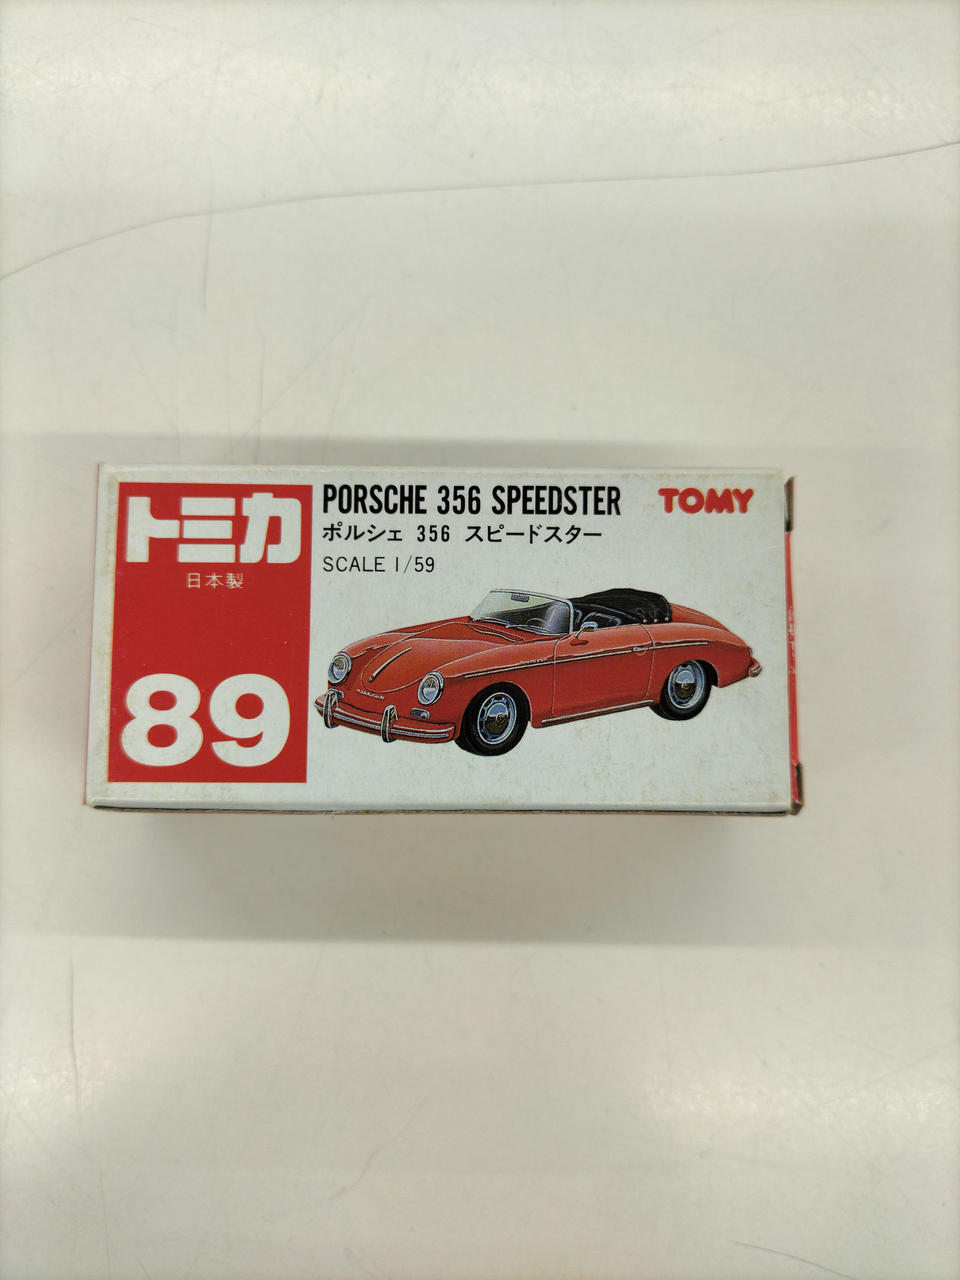 トミカ
日本製
89
PORSCHE 356 SPEEDSTER
ポルシェ 356 スピードスター
SCALE 1/59
TOMY